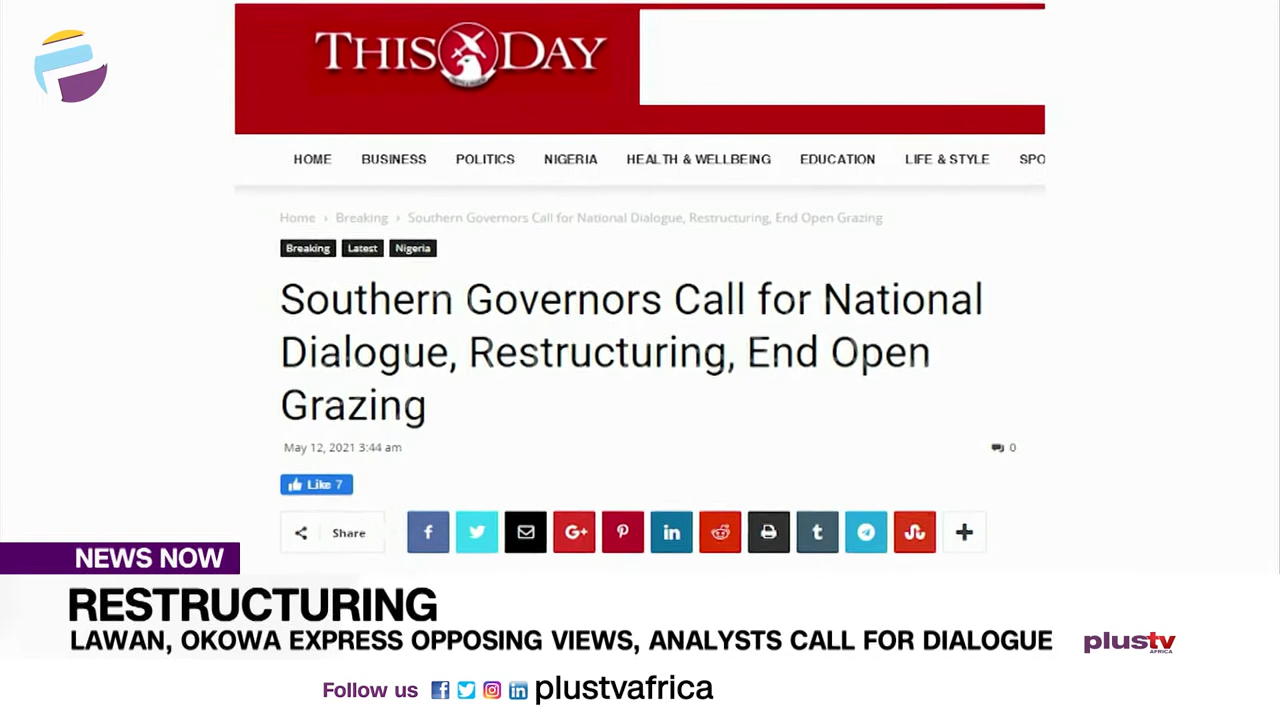 THISDAY
HOME BUSINESS POLITICS NIGERIA HEALTH & WELLBEING EDUCATION LIFE & STYLE SPO
Home › Breaking › Southern Governors Call for National Dialogue, Restructuring, End Open Grazing
Breaking Latest Nigeria
Southern Governors Call for National
Dialogue, Restructuring, End Open
Grazing
May 12, 2021 3:44 am 0
Like 7
Share f G+ in t +
NEWS NOW
RESTRUCTURING
LAWAN, OKOWA EXPRESS OPPOSING VIEWS, ANALYSTS CALL FOR DIALOGUE
plustv
AFRICA
Follow us f in plustvafrica